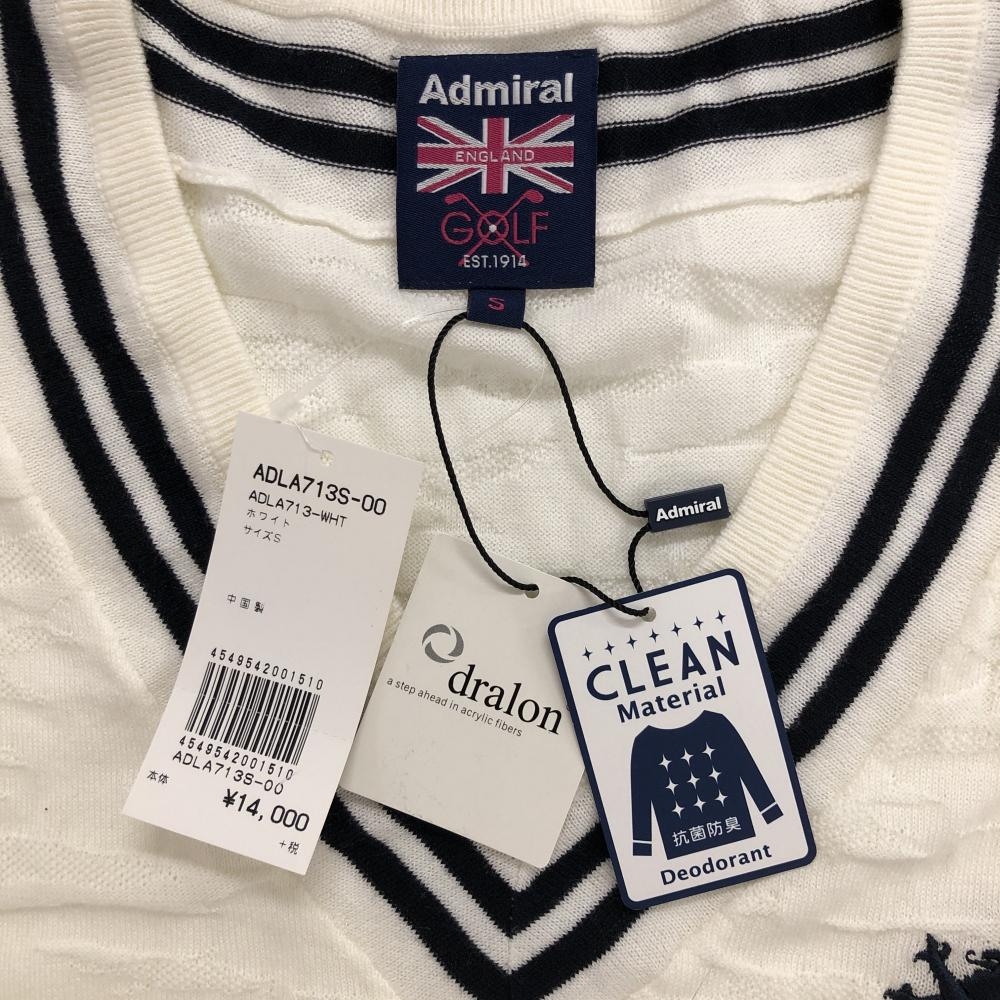 Admiral
ENGLAND
GOLF
EST.1914
S
Admiral
ADLA713S-00
ADLA713-WHT
ホワイト
サイズS
中国製
4549542001510
4549542001510
ADLA713S-00
本体
¥14,000
+税
dralon
a step ahead in acrylic fibers
CLEAN
Material
抗菌防臭
Deodorant